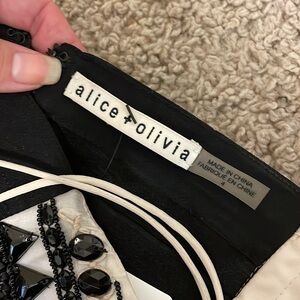 alice + olivia
MADE IN CHINA
FABRIQUÉ EN CHINE